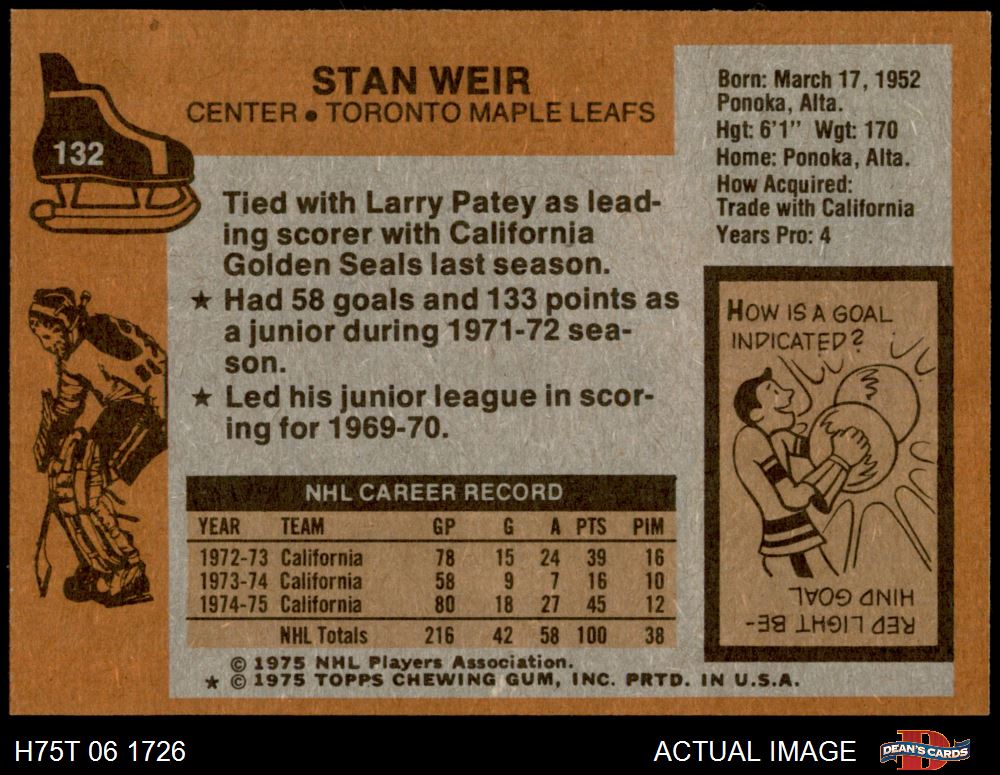 132
STAN WEIR
CENTER • TORONTO MAPLE LEAFS
Born: March 17, 1952
Ponoka, Alta.
Hgt: 6'1" Wgt: 170
Home: Ponoka, Alta.
How Acquired:
Trade with California
Years Pro: 4
Tied with Larry Patey as lead-
ing scorer with California
Golden Seals last season.
★ Had 58 goals and 133 points as
a junior during 1971-72 sea-
son.
★ Led his junior league in scor-
ing for 1969-70.
HOW IS A GOAL
INDICATED?
RED LIGHT BE-
HIND GOAL
NHL CAREER RECORD
YEAR TEAM GP G A PTS PIM
1972-73 California 78 15 24 39 16
1973-74 California 58 9 7 16 10
1974-75 California 80 18 27 45 12
NHL Totals 216 42 58 100 38
© 1975 NHL Players Association.
★ © 1975 TOPPS CHEWING GUM, INC. PRTD. IN U.S.A.
H75T 06 1726
ACTUAL IMAGE
D
DEAN'S CARDS